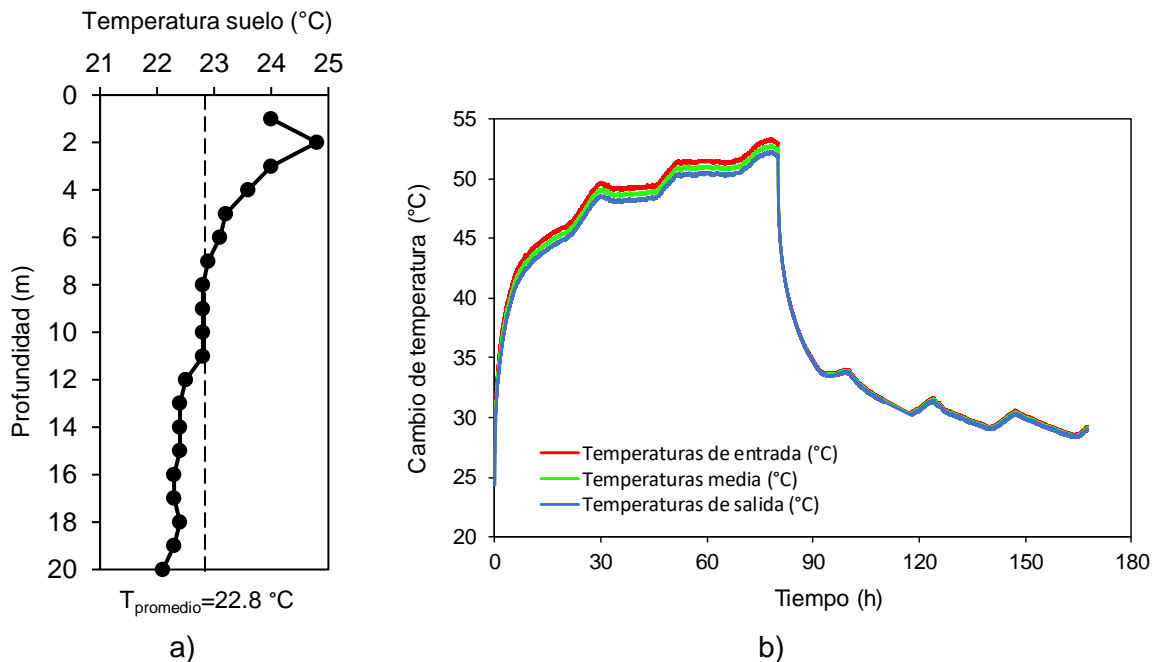 Temperatura suelo (°C)
21 22 23 24 25
0
2
4
6
8
10
12
14
16
18
20
Profundidad (m)
Tpromedio=22.8 °C
a)
55
50
45
40
35
30
25
20
Cambio de temperatura (°C)
Temperaturas de entrada (°C)
Temperaturas media (°C)
Temperaturas de salida (°C)
0 30 60 90 120 150 180
Tiempo (h)
b)